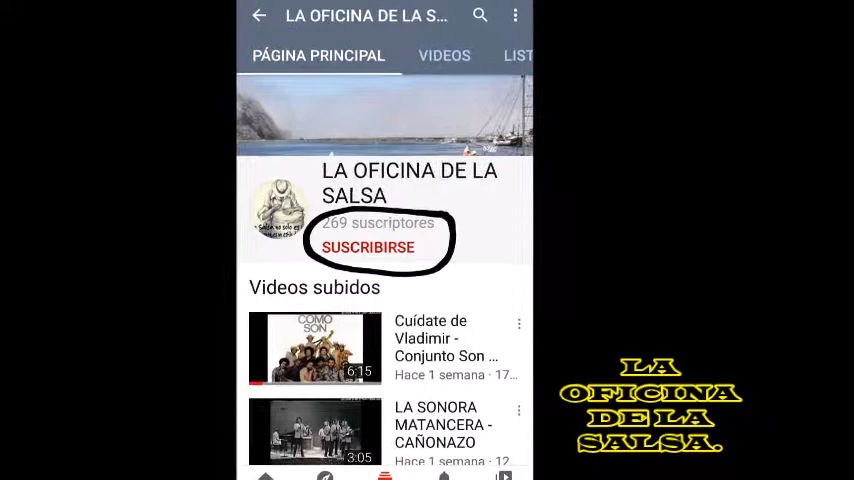 LA OFICINA DE LA S...
PÁGINA PRINCIPAL VIDEOS LIST
LA OFICINA DE LA
SALSA
269 suscriptores
SUSCRIBIRSE
Videos subidos
COMO
SON
6:15
Cuídate de
Vladimir -
Conjunto Son ...
Hace 1 semana · 17...
LA SONORA
MATANCERA -
CAÑONAZO
Hace 1 semana · 12
3:05
LA
OFICINA
DE LA
SALSA.